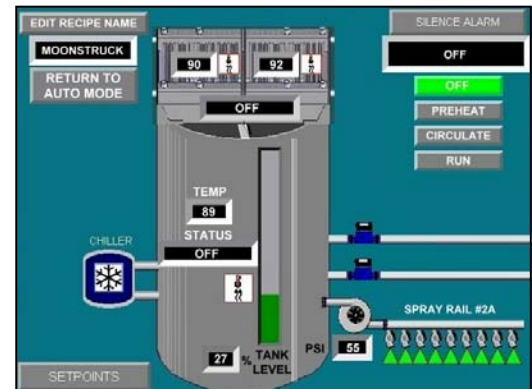 EDIT RECIPE NAME
MOONSTRUCK
RETURN TO
AUTO MODE
90
92
OFF
SILENCE ALARM
OFF
OFF
PREHEAT
CIRCULATE
RUN
TEMP
89
STATUS
OFF
CHILLER
27 % TANK
LEVEL
PSI 55
SPRAY RAIL #2A
SETPOINTS